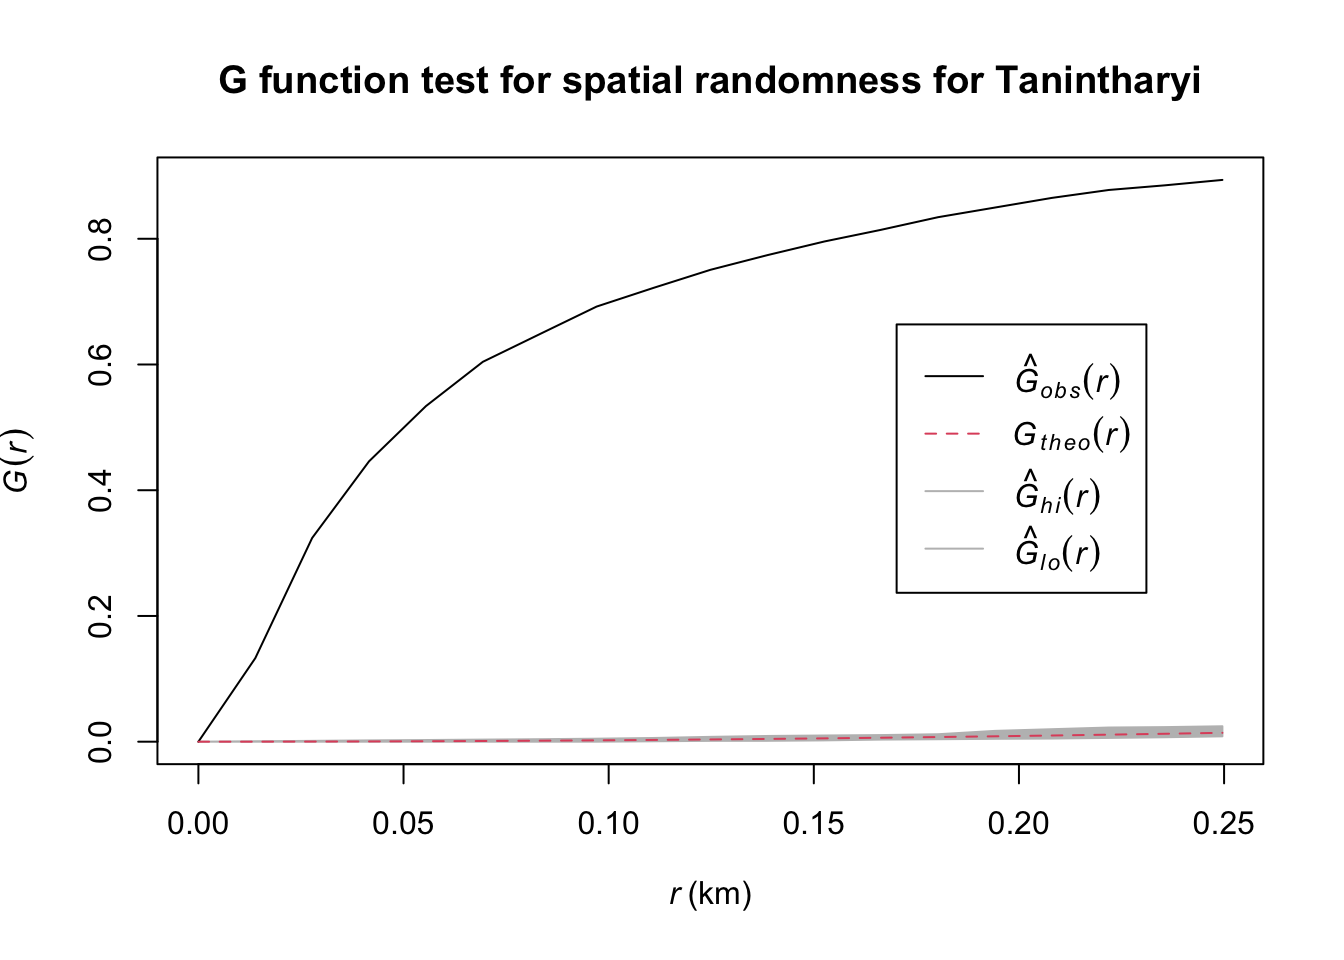 G function test for spatial randomness for Tanintharyi
G(r)
0.8
0.6
0.4
0.2
0.0
Ĝobs(r)
Gtheo(r)
Ĝhi(r)
Ĝlo(r)
0.00 0.05 0.10 0.15 0.20 0.25
r (km)